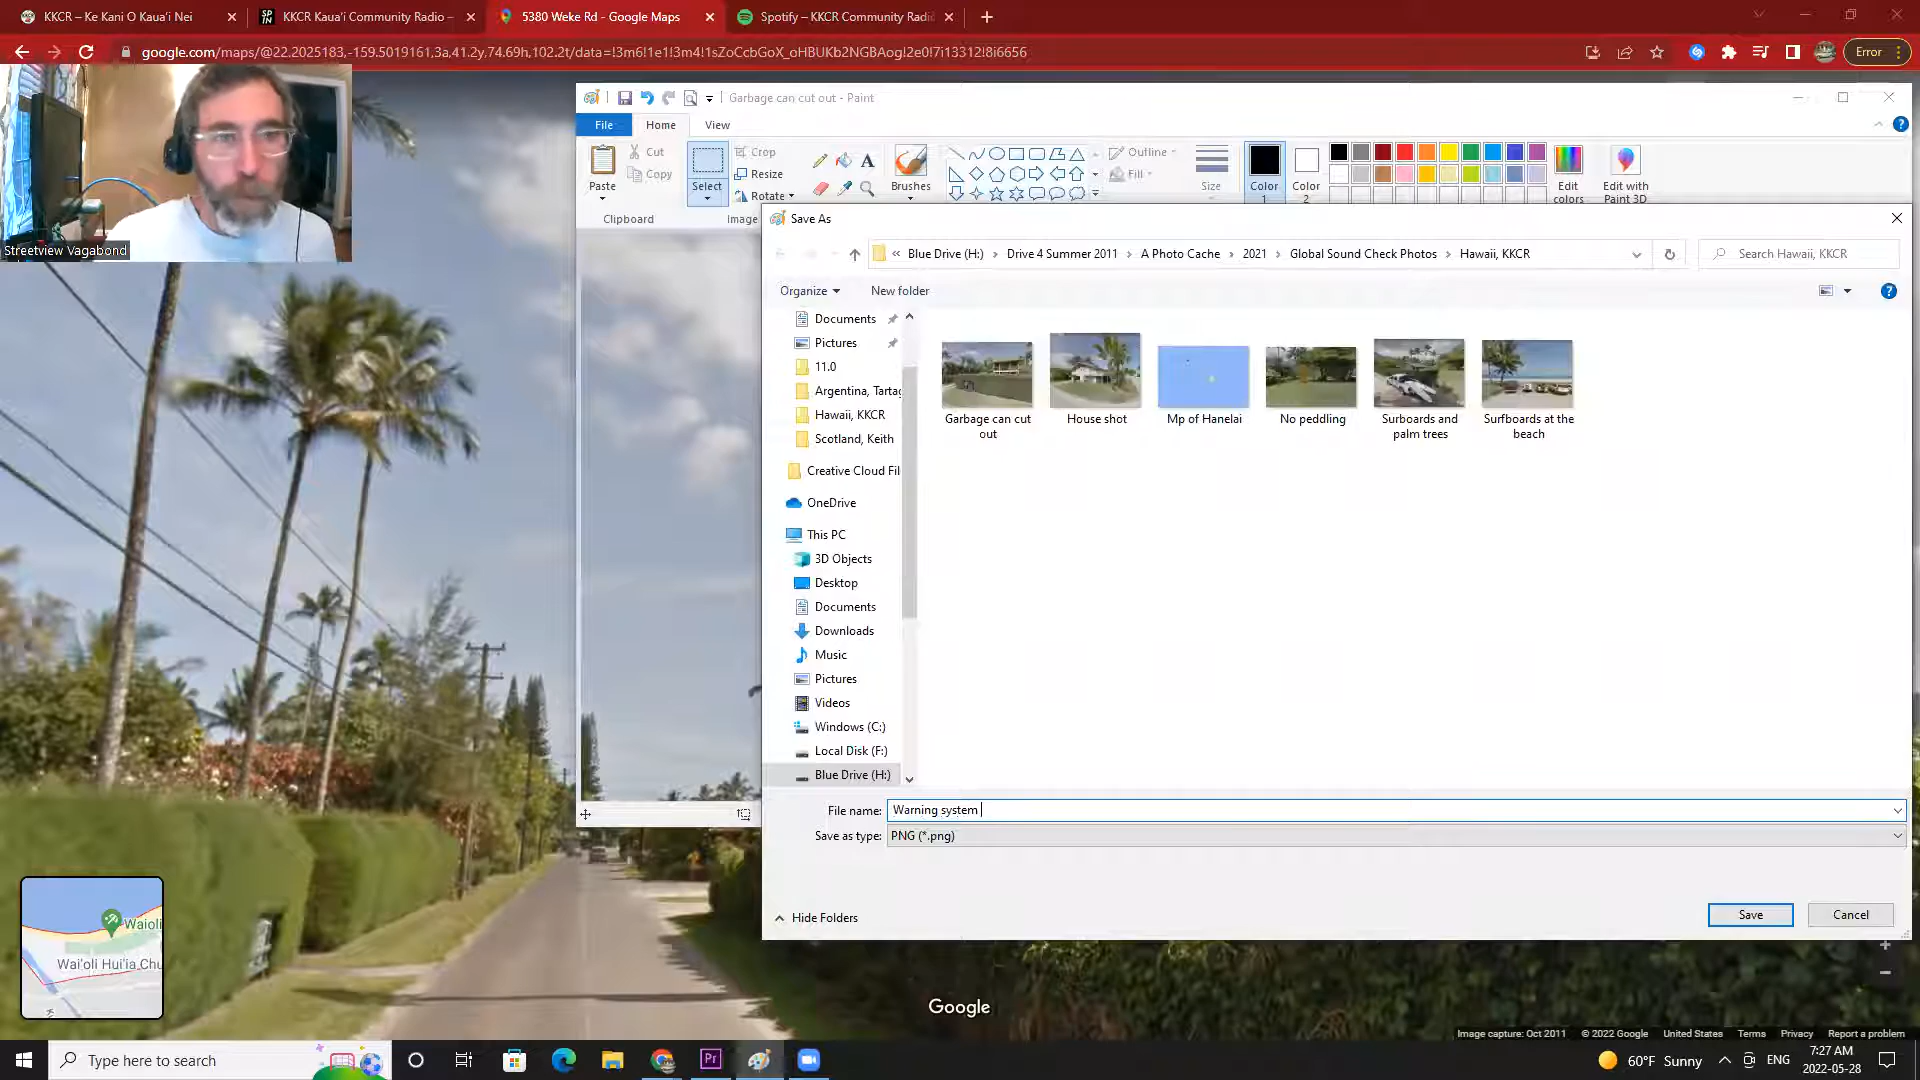 KKCR – Ke Kani O Kaua'i Nei
KKCR Kaua'i Community Radio –
5380 Weke Rd - Google Maps
Spotify – KKCR Community Radi
google.com/maps/@22.2025183,-159.5019161,3a,41.2y,74.69h,102.2t/data=!3m6!1e1!3m4!1sZoCcbGoX_oHBUKb2NGBAog!2e0!7i13312!8i6656
Error
Streetview Vagabond
Garbage can cut out - Paint
File
Home
View
Paste
Cut
Copy
Clipboard
Select
Crop
Resize
Rotate
Image
Brushes
Outline
Fill
Size
Color 1
Color 2
Edit colors
Edit with Paint 3D
Save As
« Blue Drive (H:) › Drive 4 Summer 2011 › A Photo Cache › 2021 › Global Sound Check Photos › Hawaii, KKCR
Search Hawaii, KKCR
Organize
New folder
Documents
Pictures
11.0
Argentina, Tartag
Hawaii, KKCR
Scotland, Keith
Creative Cloud Fil
OneDrive
This PC
3D Objects
Desktop
Documents
Downloads
Music
Pictures
Videos
Windows (C:)
Local Disk (F:)
Blue Drive (H:)
Garbage can cut out
House shot
Mp of Hanelai
No peddling
Surboards and palm trees
Surfboards at the beach
File name: Warning system
Save as type: PNG (*.png)
Hide Folders
Save
Cancel
Waioli
Wai'oli Hui'ia Chu
Google
Image capture: Oct 2011 © 2022 Google United States Terms Privacy Report a problem
Type here to search
Pr
60°F Sunny
ENG
7:27 AM
2022-05-28